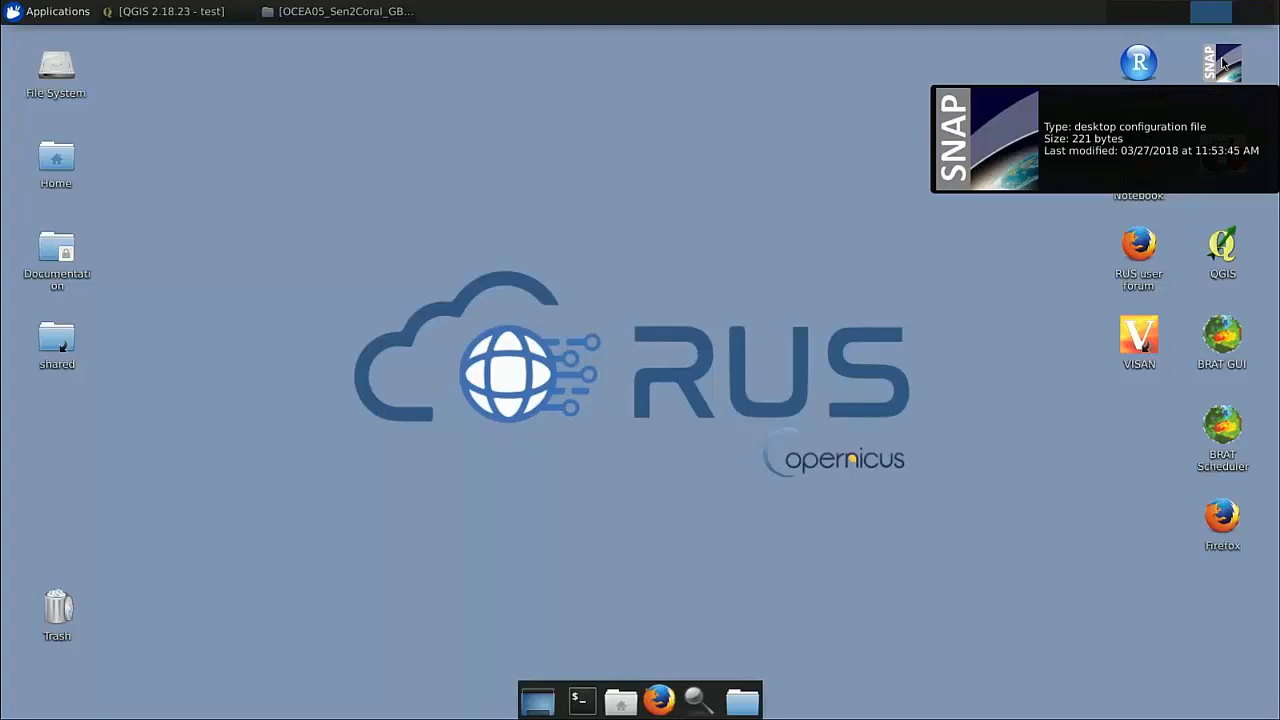 Applications
[QGIS 2.18.23 - test]
[OCEA05_Sen2Coral_GB...
File System
Home
Documentati
on
shared
Trash
R
SNAP
SNAP
Type: desktop configuration file
Size: 221 bytes
Last modified: 03/27/2018 at 11:53:45 AM
Notebook
RUS user
forum
QGIS
V
VISAN
BRAT GUI
BRAT
Scheduler
Firefox
RUS
opernicus
$_